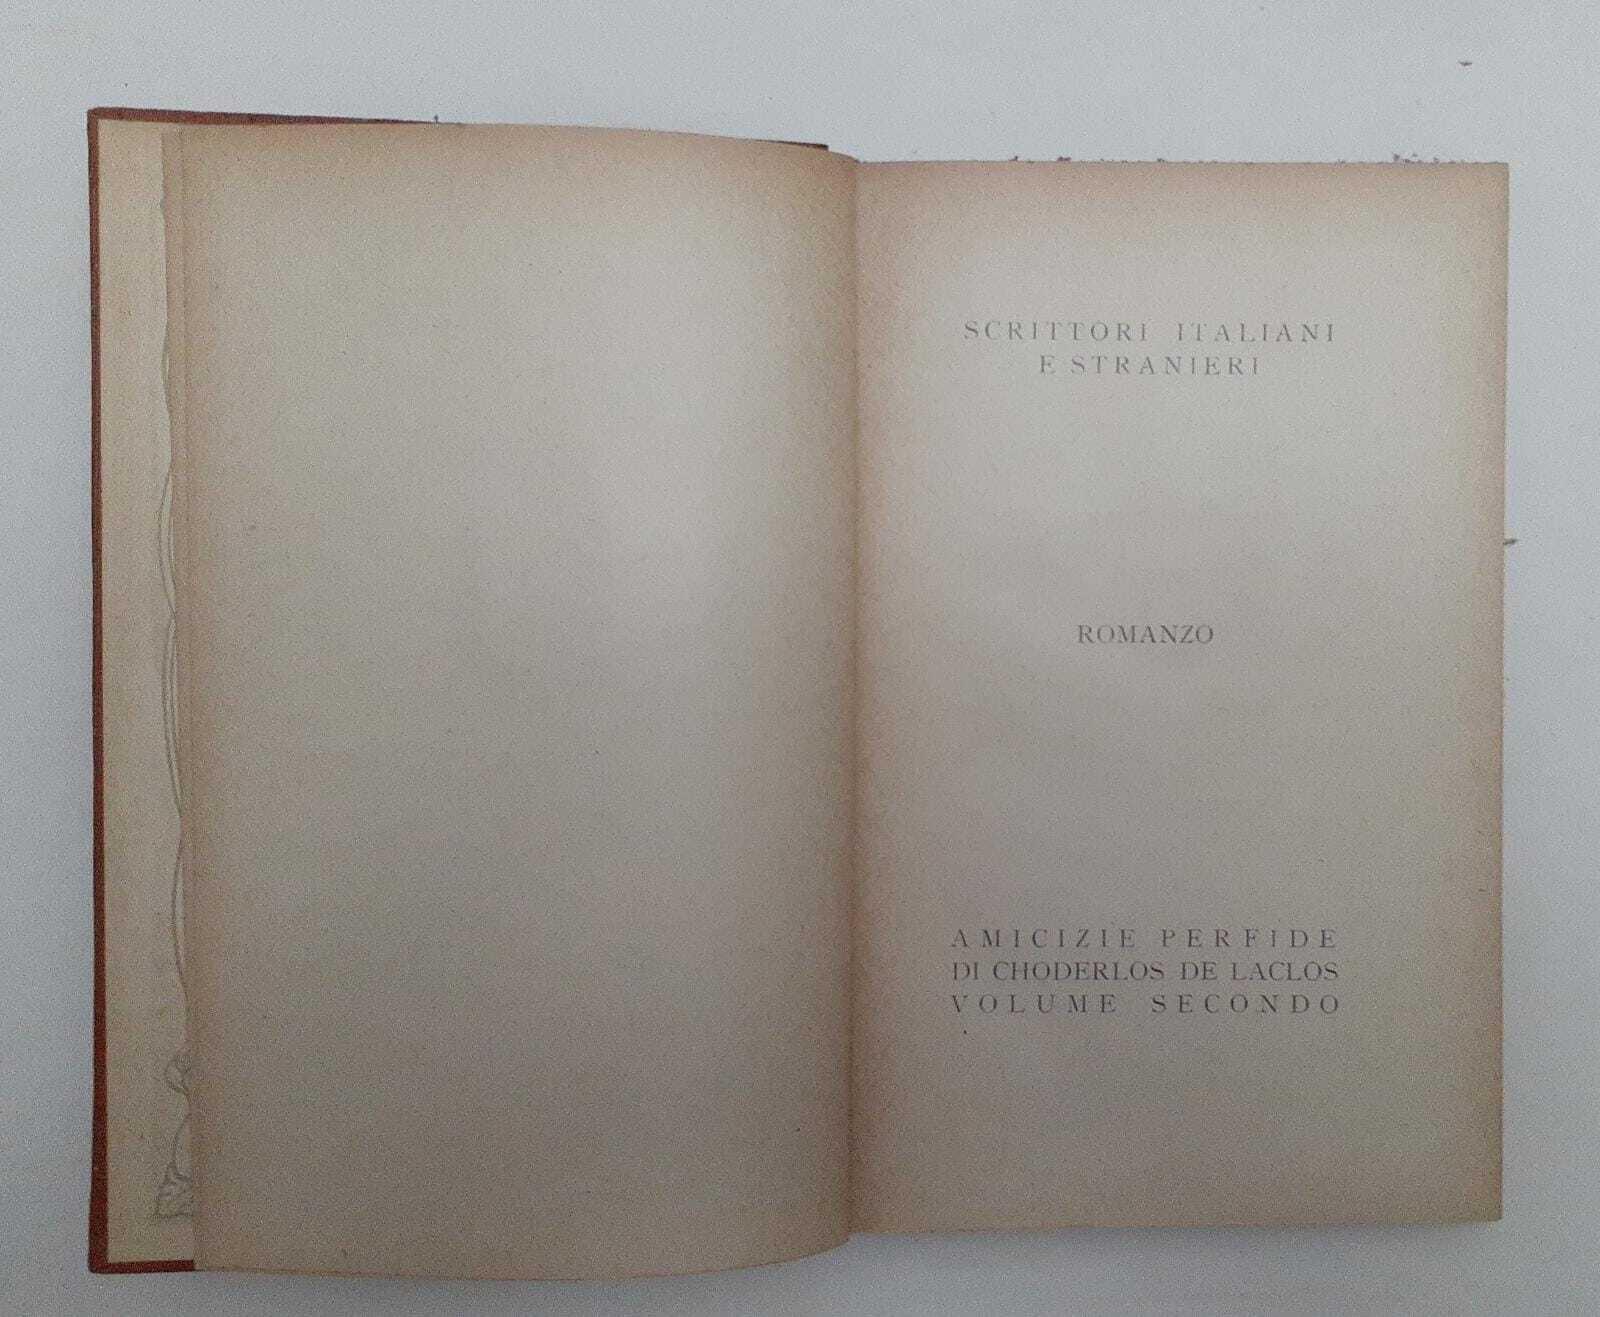 SCRITTORI ITALIANI
E STRANIERI
ROMANZO
AMICIZIE PERFIDE
DI CHODERLOS DE LACLOS
VOLUME SECONDO